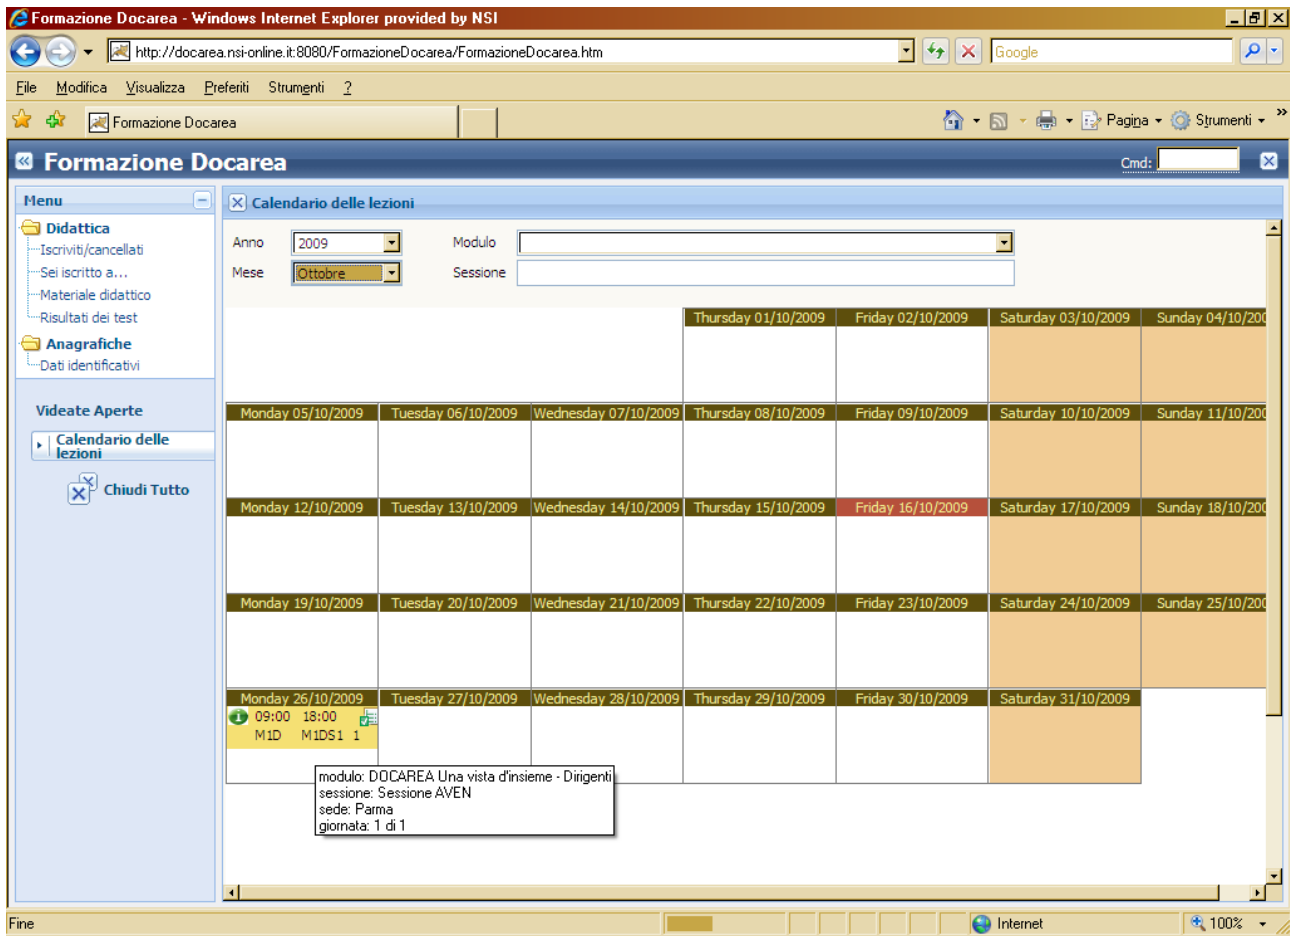 Formazione Docarea - Windows Internet Explorer provided by NSI
http://docarea.nsi-online.it:8080/FormazioneDocarea/FormazioneDocarea.htm
Google
File Modifica Visualizza Preferiti Strumenti ?
Formazione Docarea
Pagina Strumenti »
Formazione Docarea
Cmd:
Menu
Didattica
Iscriviti/cancellati
Sei iscritto a...
Materiale didattico
Risultati dei test
Anagrafiche
Dati identificativi
Videate Aperte
Calendario delle
lezioni
Chiudi Tutto
Calendario delle lezioni
Anno 2009 Modulo
Mese Ottobre Sessione
Thursday 01/10/2009 Friday 02/10/2009 Saturday 03/10/2009 Sunday 04/10/200
Monday 05/10/2009 Tuesday 06/10/2009 Wednesday 07/10/2009 Thursday 08/10/2009 Friday 09/10/2009 Saturday 10/10/2009 Sunday 11/10/200
Monday 12/10/2009 Tuesday 13/10/2009 Wednesday 14/10/2009 Thursday 15/10/2009 Friday 16/10/2009 Saturday 17/10/2009 Sunday 18/10/200
Monday 19/10/2009 Tuesday 20/10/2009 Wednesday 21/10/2009 Thursday 22/10/2009 Friday 23/10/2009 Saturday 24/10/2009 Sunday 25/10/200
Monday 26/10/2009 Tuesday 27/10/2009 Wednesday 28/10/2009 Thursday 29/10/2009 Friday 30/10/2009 Saturday 31/10/2009
09:00 18:00
M1D M1DS1 1
modulo: DOCAREA Una vista d'insieme - Dirigenti
sessione: Sessione AVEN
sede: Parma
giornata: 1 di 1
Fine
Internet
100%